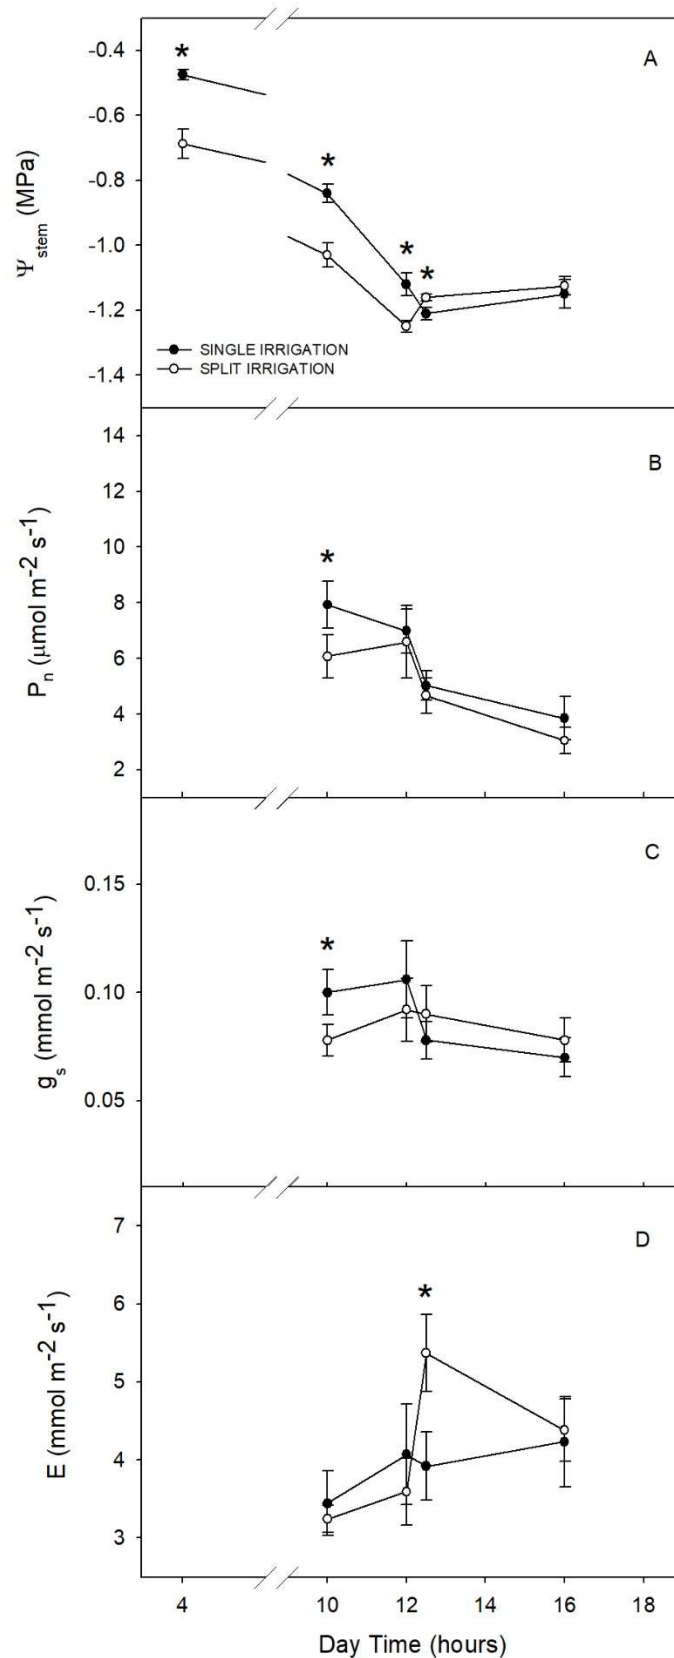 -0.4
*
A
-0.6
-0.8
*
Ψstem (MPa)
-1.0
* *
-1.2
SINGLE IRRIGATION
SPLIT IRRIGATION
-1.4
14
B
12
10
*
8
Pn (μmol m-2 s-1)
6
4
2
C
0.15
*
0.10
gs (mmol m-2 s-1)
0.05
7
D
6
*
5
E (mmol m-2 s-1)
4
3
4 10 12 14 16 18
Day Time (hours)